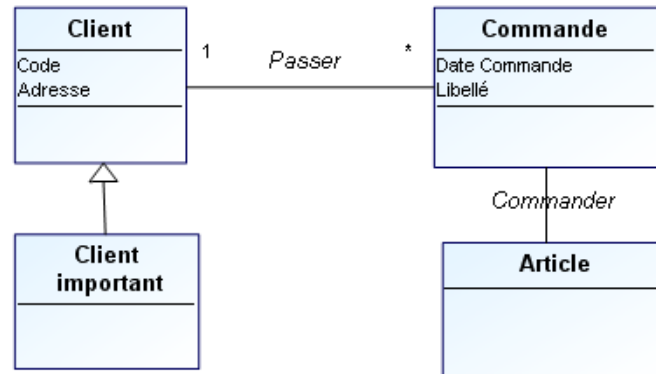 Client
Code
Adresse
1
Passer
*
Commande
Date Commande
Libellé
Commander
Client
important
Article